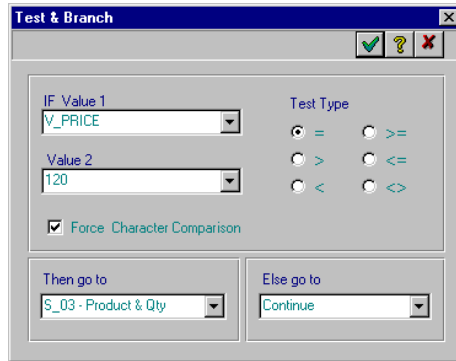 Test & Branch
IF Value 1
V_PRICE
Test Type
= >=
Value 2
120
> <=
< <>
Force Character Comparison
Then go to
S_03 - Product & Qty
Else go to
Continue